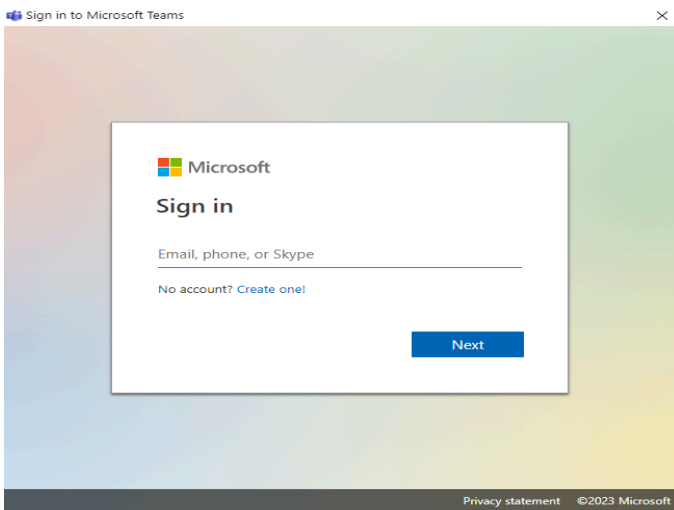 Sign in to Microsoft Teams
Microsoft
Sign in
Email, phone, or Skype
No account? Create one!
Next
Privacy statement ©2023 Microsoft